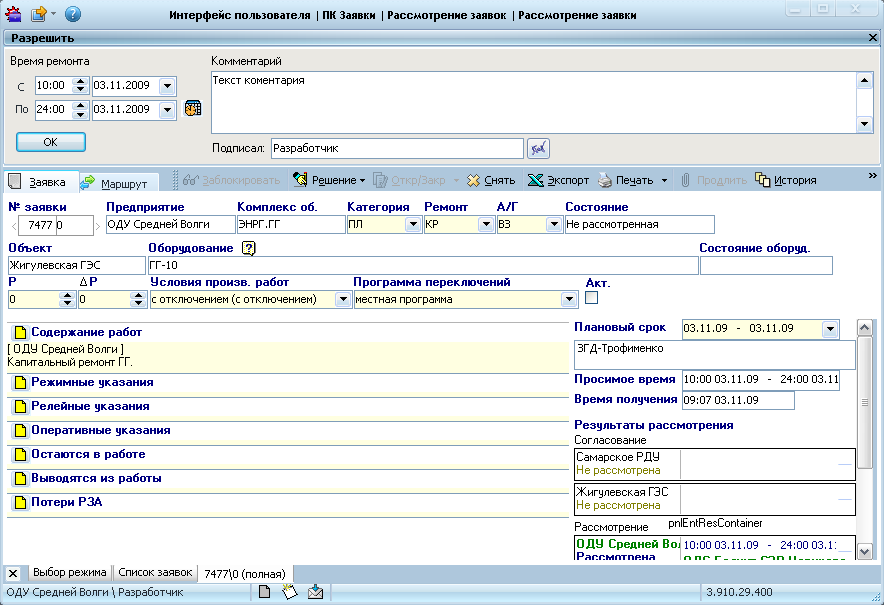 Интерфейс пользователя | ПК Заявки | Рассмотрение заявок | Рассмотрение заявки
Разрешить
Время ремонта
Комментарий
С 10:00 03.11.2009
Текст коментария
По 24:00 03.11.2009
ОК
Подписал: Разработчик
Заявка Маршрут Заблокировать Решение Откр/Закр Снять Экспорт Печать Продлить История
№ заявки Предприятие Комплекс об. Категория Ремонт А/Г Состояние
7477 0 ОДУ Средней Волги ЭНРГ.ГГ ПЛ КР ВЗ Не рассмотренная
Объект Оборудование ? Состояние оборуд.
Жигулевская ГЭС ГГ-10
Р Δ Р Условия произв. работ Программа переключений Акт.
0 0 с отключением (с отключением) местная программа
Содержание работ
[ ОДУ Средней Волги ]
Капитальный ремонт ГГ.
Режимные указания
Релейные указания
Оперативные указания
Остаются в работе
Выводятся из работы
Потери РЗА
Плановый срок 03.11.09 - 03.11.09
ЗГД-Трофименко
Просимое время 10:00 03.11.09 - 24:00 03.11
Время получения 09:07 03.11.09
Результаты рассмотрения
Согласование
Самарское РДУ
Не рассмотрена
Жигулевская ГЭС
Не рассмотрена
Рассмотрение pnlEntResContainer
ОДУ Средней Вол 10:00 03.11.09 - 24:00 03.1
Рассмотрена
Выбор режима Список заявок 7477\0 (полная)
ОДУ Средней Волги \ Разработчик 3.910.29.400